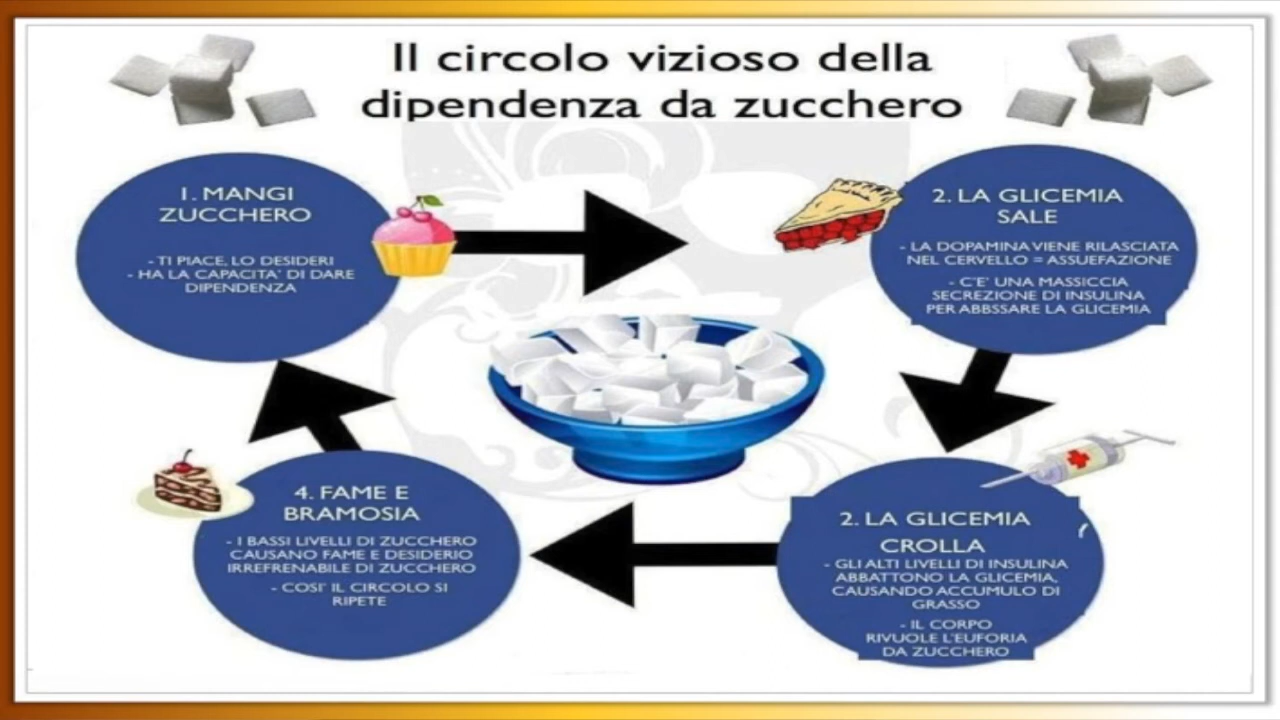 Il circolo vizioso della
dipendenza da zucchero
1. MANGI
ZUCCHERO
- TI PIACE, LO DESIDERI
- HA LA CAPACITA' DI DARE
DIPENDENZA
2. LA GLICEMIA
SALE
- LA DOPAMINA VIENE RILASCIATA
NEL CERVELLO = ASSUEFAZIONE
- C'E' UNA MASSICCIA
SECREZIONE DI INSULINA
PER ABBSSARE LA GLICEMIA
2. LA GLICEMIA
CROLLA
- GLI ALTI LIVELLI DI INSULINA
ABBATTONO LA GLICEMIA,
CAUSANDO ACCUMULO DI
GRASSO
- IL CORPO
RIVUOLE L'EUFORIA
DA ZUCCHERO
4. FAME E
BRAMOSIA
- I BASSI LIVELLI DI ZUCCHERO
CAUSANO FAME E DESIDERIO
IRREFRENABILE DI ZUCCHERO
- COSI' IL CIRCOLO SI
RIPETE